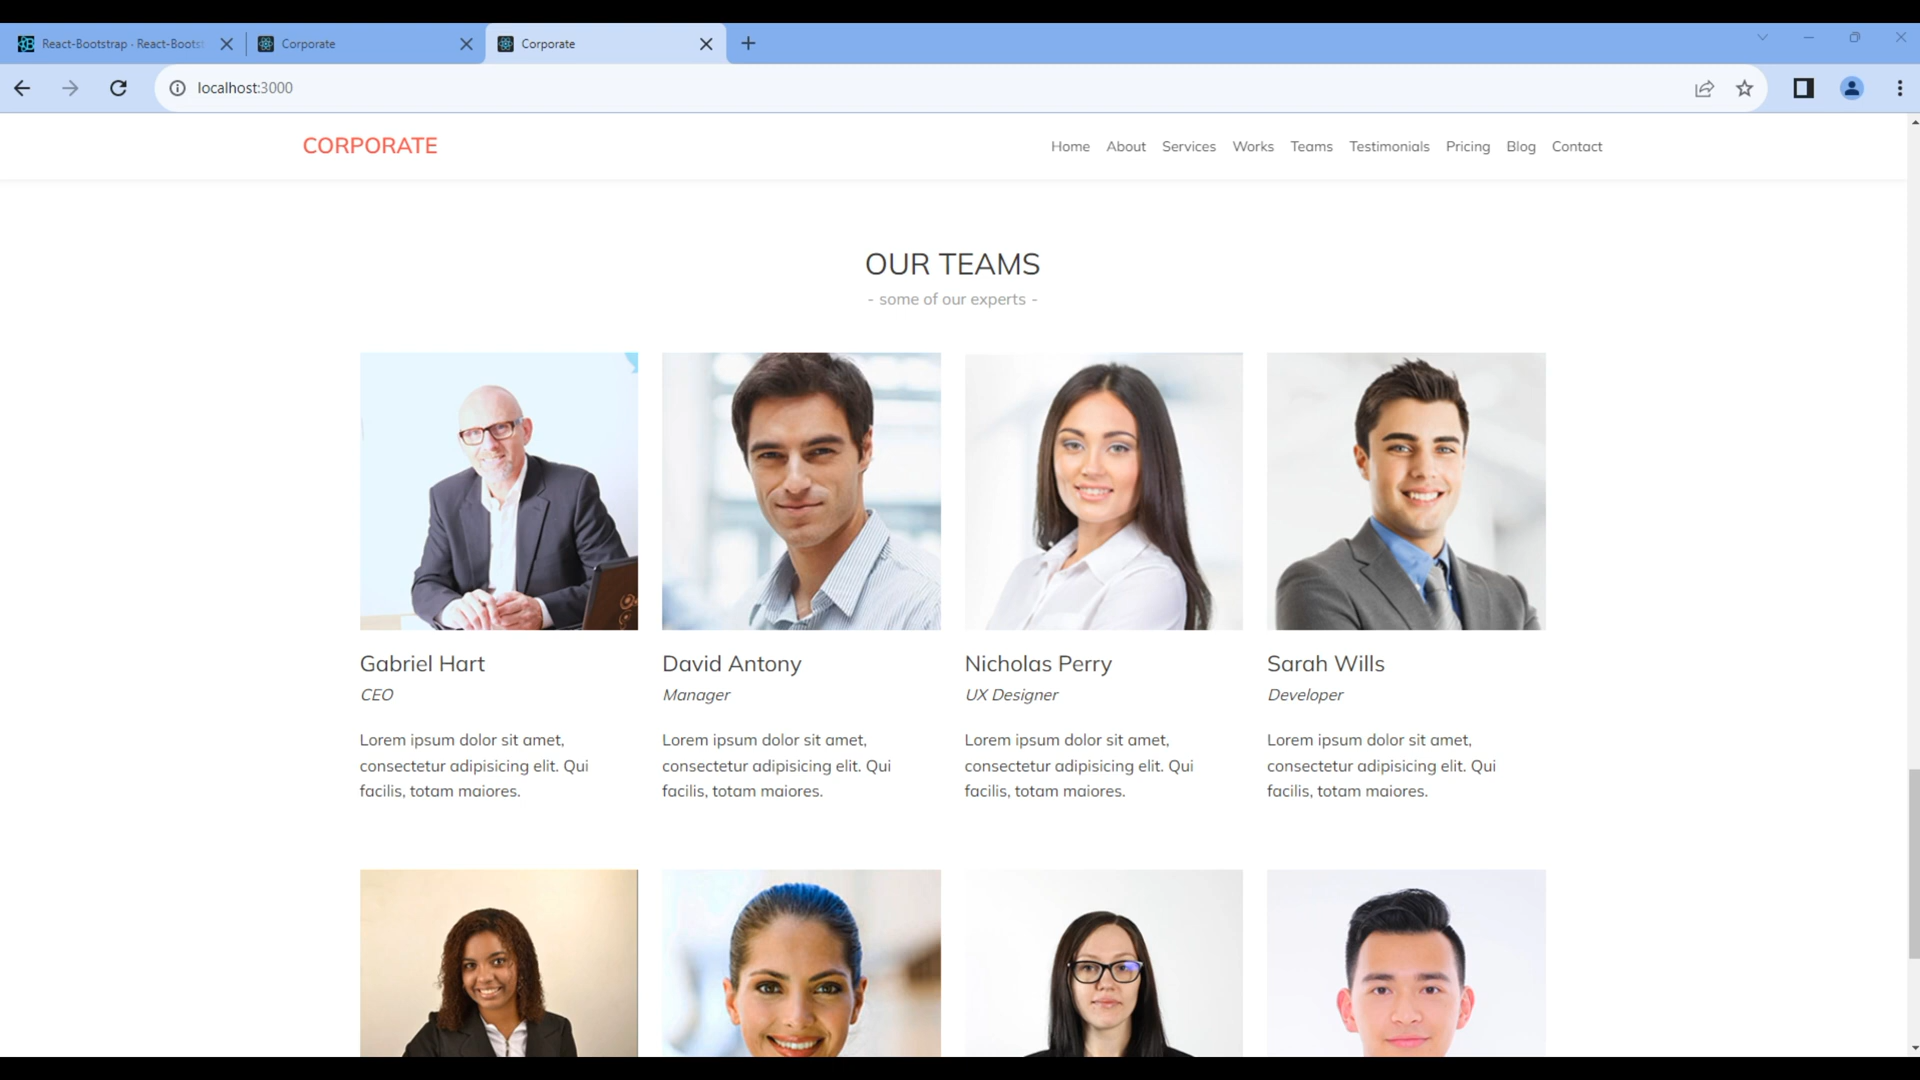 React-Bootstrap · React-Boots
Corporate
Corporate
localhost:3000
CORPORATE
Home About Services Works Teams Testimonials Pricing Blog Contact
OUR TEAMS
- some of our experts -
Gabriel Hart
CEO
Lorem ipsum dolor sit amet,
consectetur adipisicing elit. Qui
facilis, totam maiores.
David Antony
Manager
Lorem ipsum dolor sit amet,
consectetur adipisicing elit. Qui
facilis, totam maiores.
Nicholas Perry
UX Designer
Lorem ipsum dolor sit amet,
consectetur adipisicing elit. Qui
facilis, totam maiores.
Sarah Wills
Developer
Lorem ipsum dolor sit amet,
consectetur adipisicing elit. Qui
facilis, totam maiores.